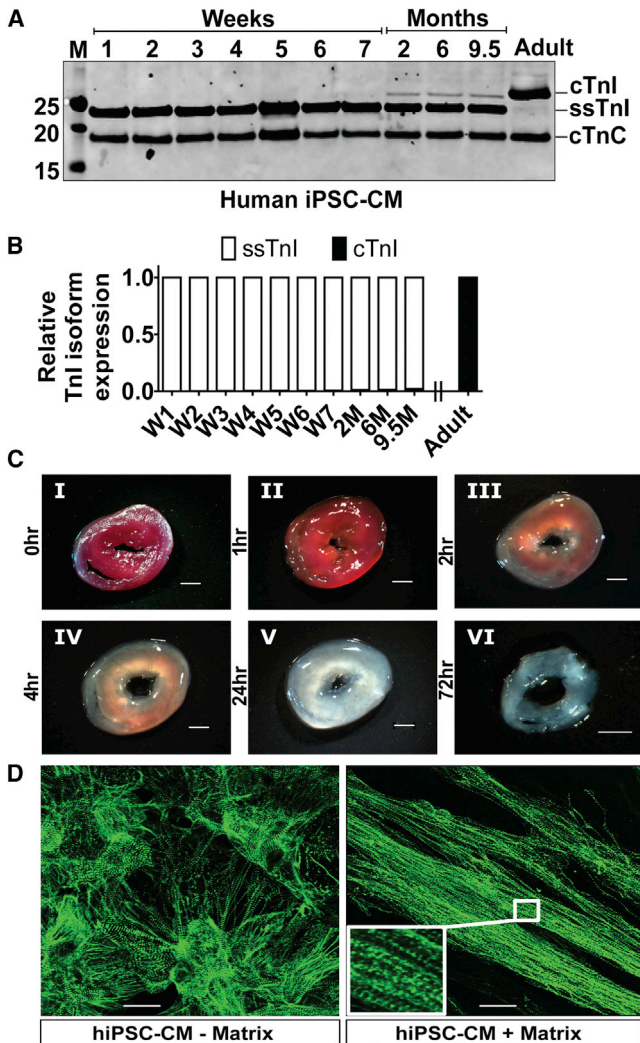 A
Weeks Months
M 1 2 3 4 5 6 7 2 6 9.5 Adult
cTnI
25 ssTnI
20 cTnC
15
Human iPSC-CM
B
ssTnI cTnI
Relative
TnI isoform
expression
1.0
0.5
0.0
W1 W2 W3 W4 W5 W6 W7 2M 6M 9.5M Adult
C
I II III
0hr 1hr 2hr
IV V VI
4hr 24hr 72hr
D
hiPSC-CM - Matrix hiPSC-CM + Matrix